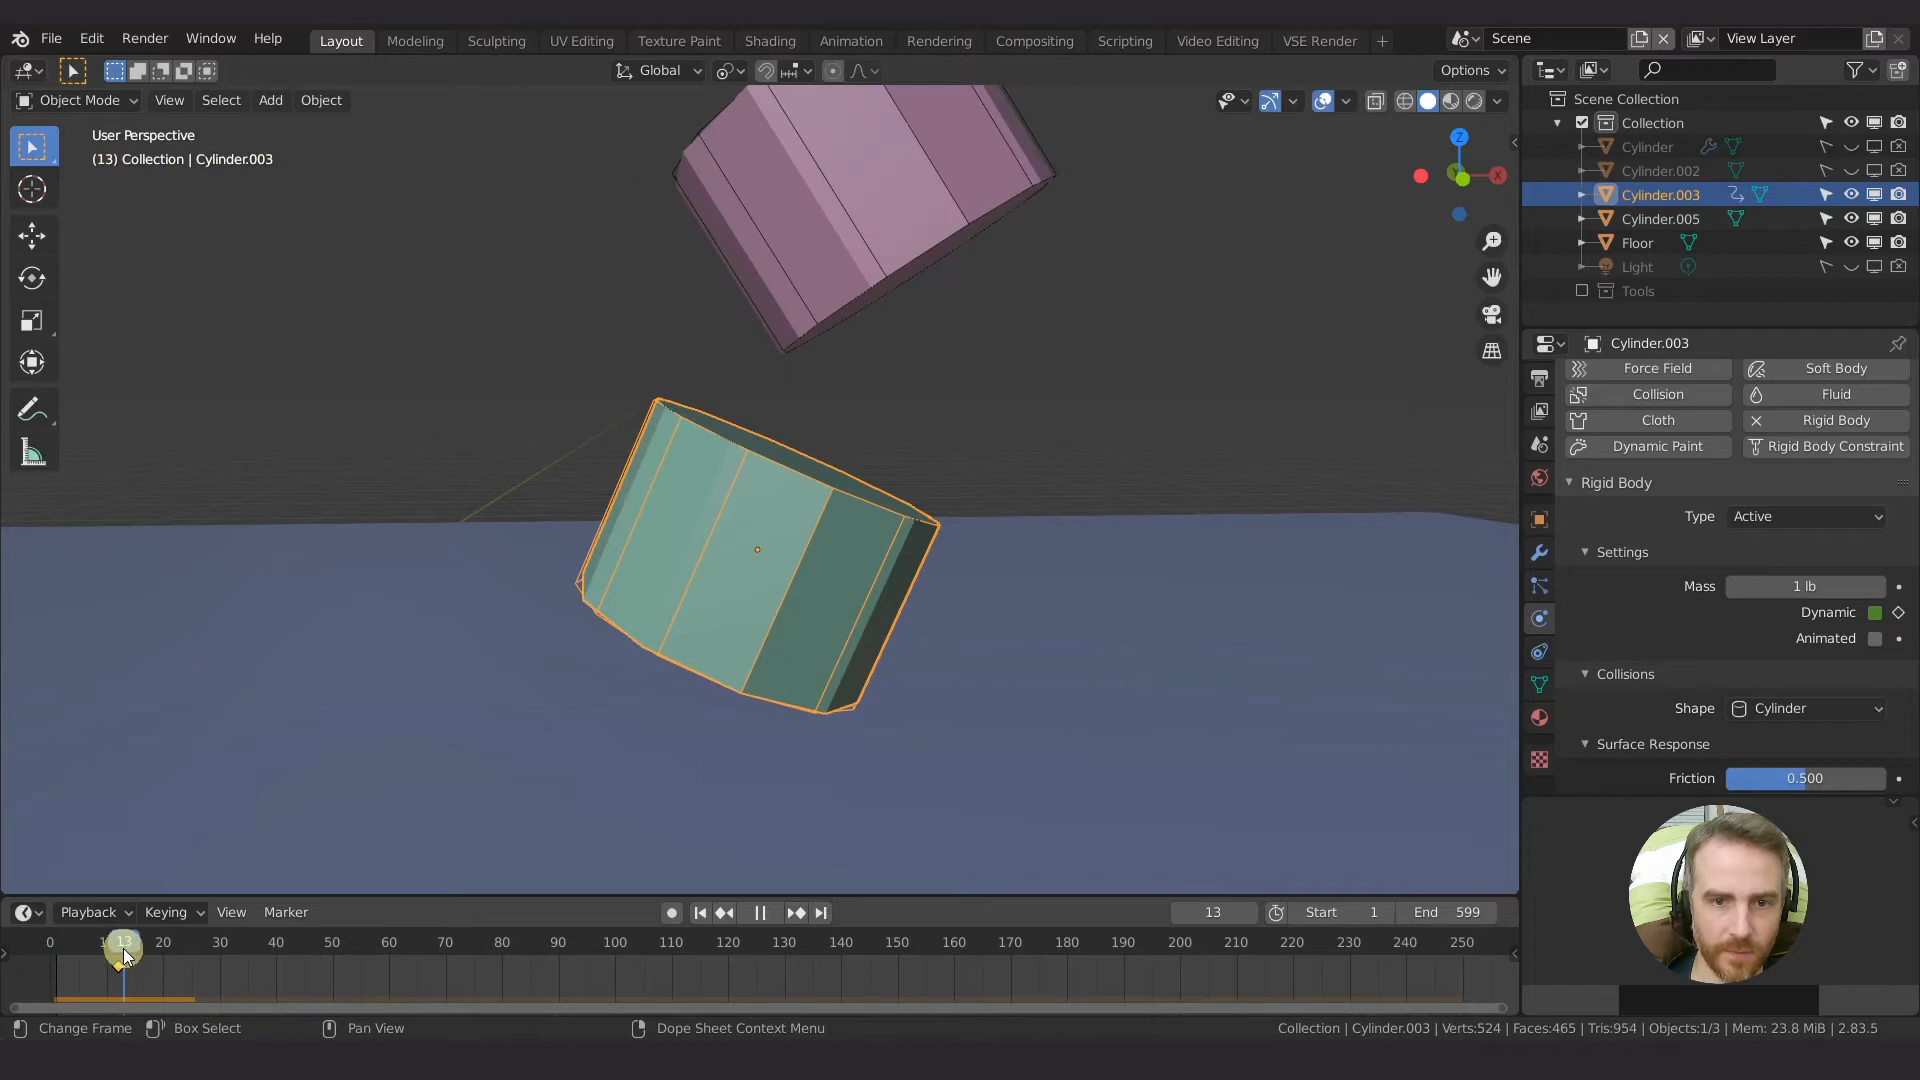 File Edit Render Window Help
Layout Modeling Sculpting UV Editing Texture Paint Shading Animation Rendering Compositing Scripting Video Editing VSE Render +
Scene
View Layer
Global
Options
Object Mode View Select Add Object
User Perspective
(13) Collection | Cylinder.003
Z
X
Scene Collection
Collection
Cylinder
Cylinder.002
Cylinder.003
Cylinder.005
Floor
Light
Tools
Cylinder.003
Force Field Soft Body
Collision Fluid
Cloth Rigid Body
Dynamic Paint Rigid Body Constraint
Rigid Body
Type Active
Settings
Mass 1 lb
Dynamic
Animated
Collisions
Shape Cylinder
Surface Response
Friction 0.500
Playback Keying View Marker
13
Start 1
End 599
0 13 20 30 40 50 60 70 80 90 100 110 120 130 140 150 160 170 180 190 200 210 220 230 240 250
Change Frame Box Select Pan View Dope Sheet Context Menu
Collection | Cylinder.003 | Verts:524 | Faces:465 | Tris:954 | Objects:1/3 | Mem: 23.8 MiB | 2.83.5